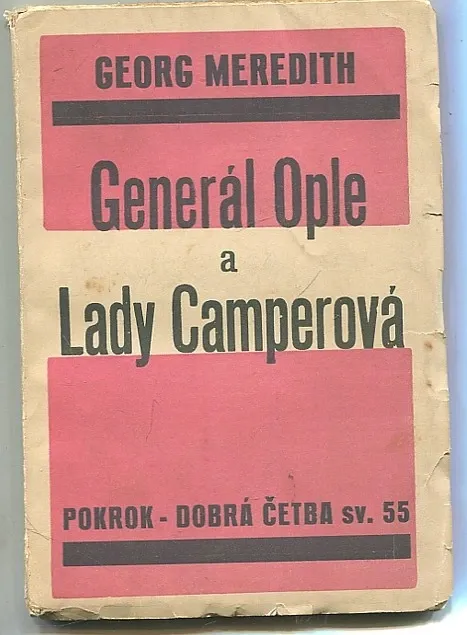 GEORG MEREDITH
Generál Ople
a
Lady Camperová
POKROK - DOBRÁ ČETBA sv. 55